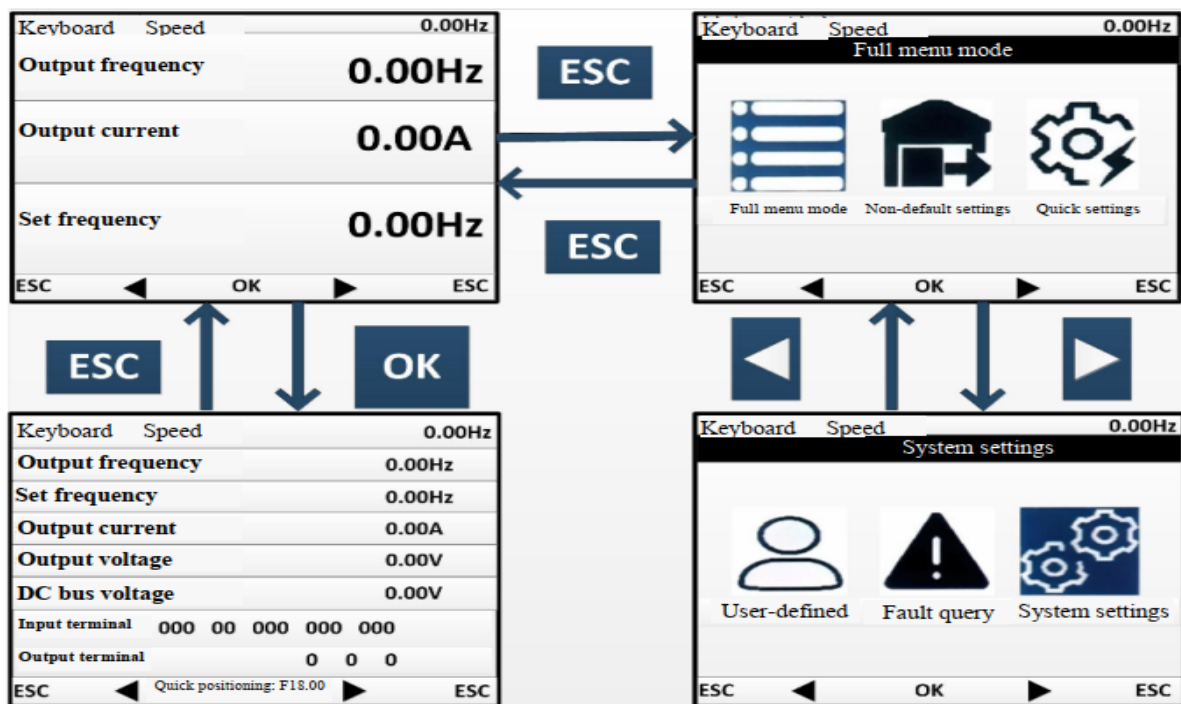 Keyboard Speed 0.00Hz
Output frequency 0.00Hz
Output current 0.00A
Set frequency 0.00Hz
ESC OK ESC
ESC
ESC
Keyboard Speed 0.00Hz
Full menu mode
Full menu mode Non-default settings Quick settings
ESC OK ESC
ESC
OK
Keyboard Speed 0.00Hz
Output frequency 0.00Hz
Set frequency 0.00Hz
Output current 0.00A
Output voltage 0.00V
DC bus voltage 0.00V
Input terminal 000 00 000 000 000
Output terminal 0 0 0
ESC Quick positioning: F18.00 ESC
Keyboard Speed 0.00Hz
System settings
User-defined Fault query System settings
ESC OK ESC